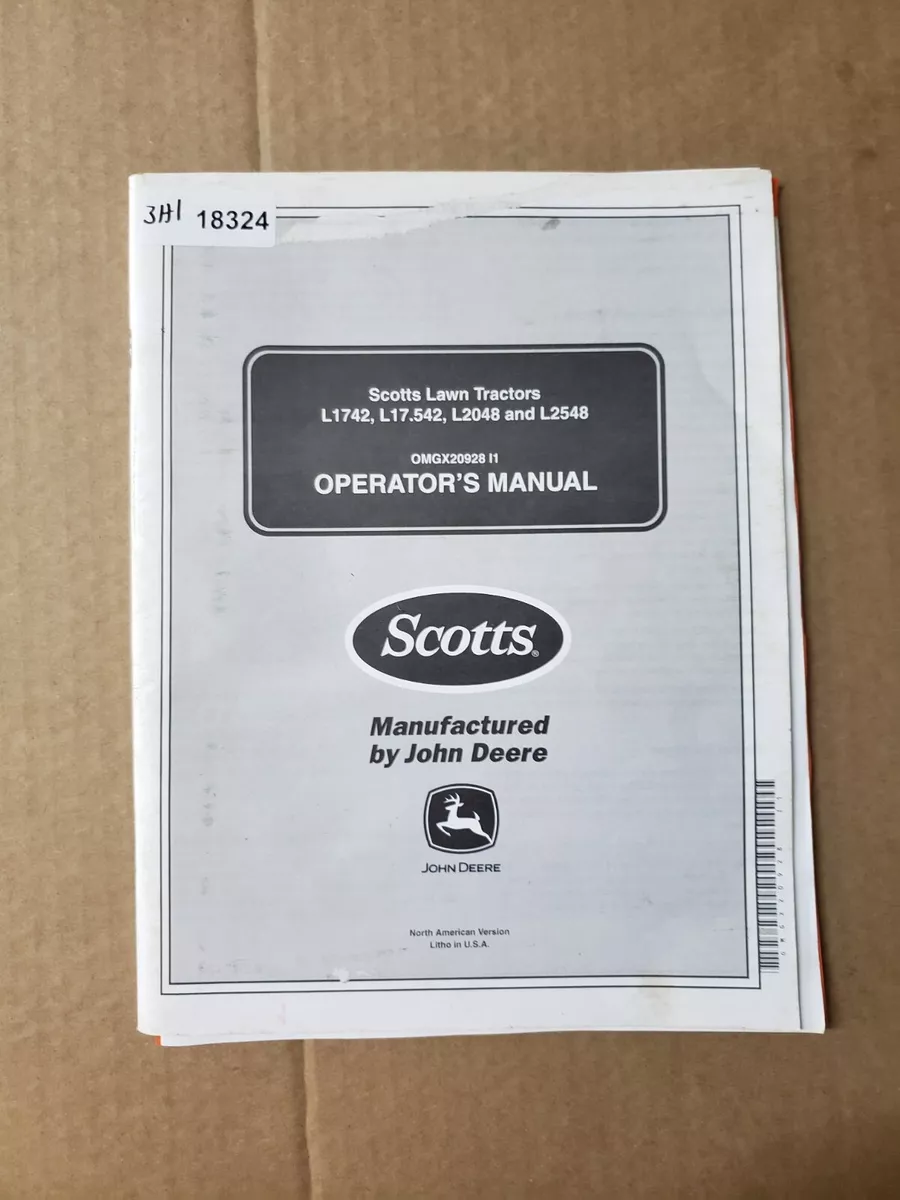 3H1 18324
Scotts Lawn Tractors
L1742, L17.542, L2048 and L2548
OMGX20928 I1
OPERATOR'S MANUAL
Scotts®
Manufactured
by John Deere
JOHN DEERE
North American Version
Litho in U.S.A.